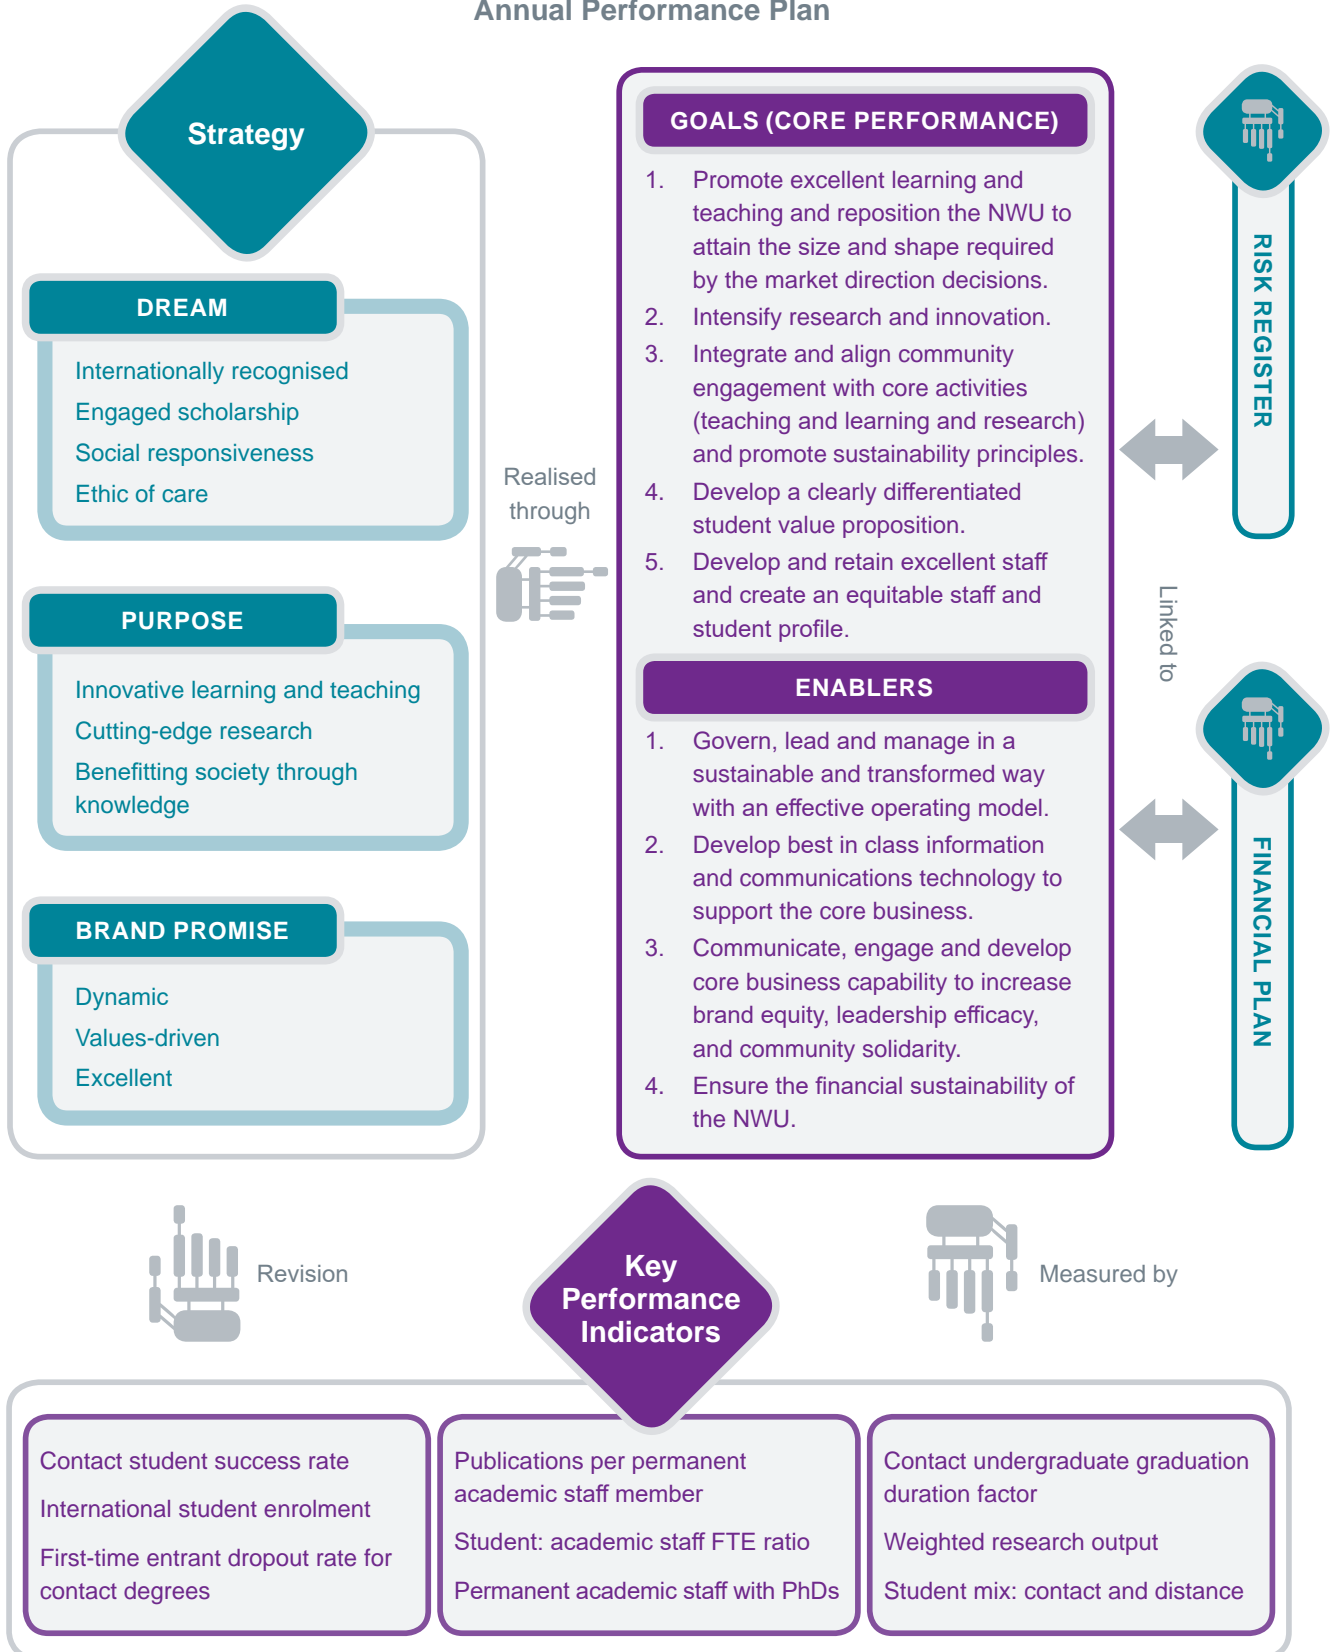 Annual Performance Plan
Strategy
DREAM
Internationally recognised
Engaged scholarship
Social responsiveness
Ethic of care
PURPOSE
Innovative learning and teaching
Cutting-edge research
Benefitting society through
knowledge
BRAND PROMISE
Dynamic
Values-driven
Excellent
Realised
through
GOALS (CORE PERFORMANCE)
1. Promote excellent learning and
teaching and reposition the NWU to
attain the size and shape required
by the market direction decisions.
2. Intensify research and innovation.
3. Integrate and align community
engagement with core activities
(teaching and learning and research)
and promote sustainability principles.
4. Develop a clearly differentiated
student value proposition.
5. Develop and retain excellent staff
and create an equitable staff and
student profile.
ENABLERS
1. Govern, lead and manage in a
sustainable and transformed way
with an effective operating model.
2. Develop best in class information
and communications technology to
support the core business.
3. Communicate, engage and develop
core business capability to increase
brand equity, leadership efficacy,
and community solidarity.
4. Ensure the financial sustainability of
the NWU.
Linked to
RISK REGISTER
FINANCIAL PLAN
Revision
Key
Performance
Indicators
Measured by
Contact student success rate
International student enrolment
First-time entrant dropout rate for
contact degrees
Publications per permanent
academic staff member
Student: academic staff FTE ratio
Permanent academic staff with PhDs
Contact undergraduate graduation
duration factor
Weighted research output
Student mix: contact and distance